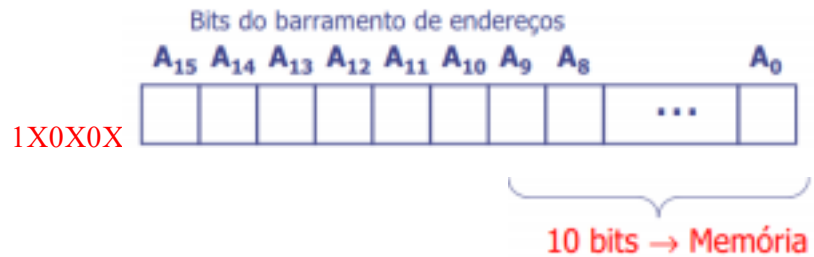 Bits do barramento de endereços
A15 A14 A13 A12 A11 A10 A9 A8 A0
1X0X0X ...
10 bits → Memória